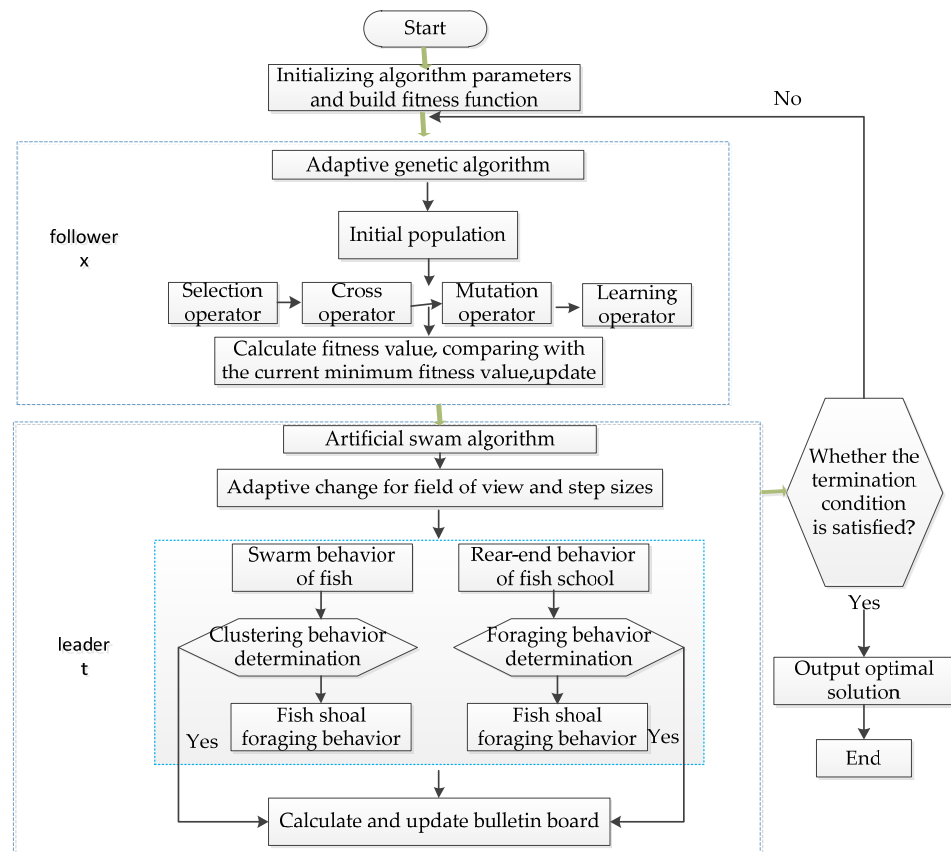 Start
Initializing algorithm parameters
and build fitness function
No
Adaptive genetic algorithm
follower
x
Initial population
Selection
operator
Cross
operator
Mutation
operator
Learning
operator
Calculate fitness value, comparing with
the current minimum fitness value,update
Artificial swam algorithm
Adaptive change for field of view and step sizes
Whether the
termination
condition
is satisfied?
Swarm behavior
of fish
Rear-end behavior
of fish school
leader
t
Clustering behavior
determination
Foraging behavior
determination
Yes
Fish shoal
foraging behavior
Yes
Fish shoal
foraging behavior
Yes
Output optimal
solution
End
Calculate and update bulletin board